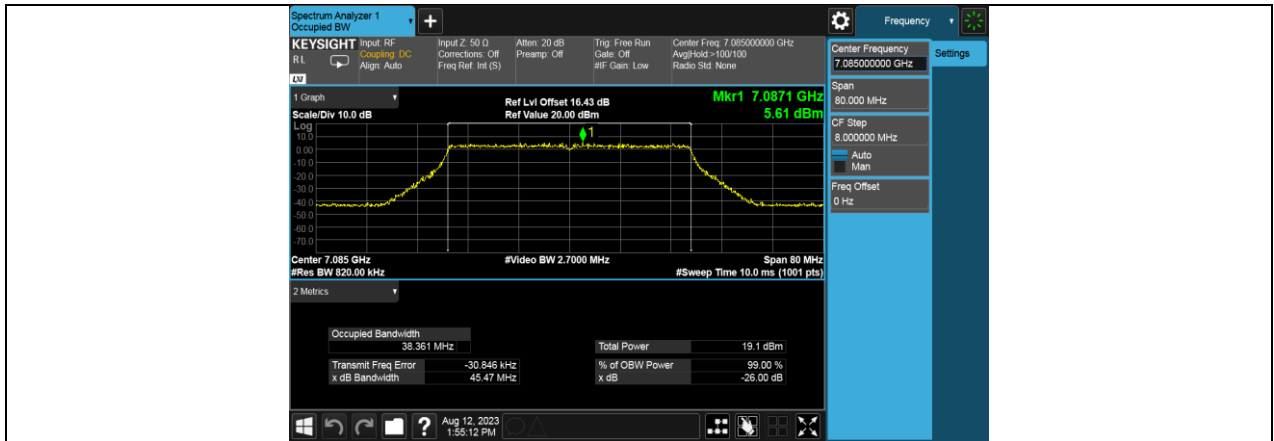 Spectrum Analyzer 1
Occupied BW
+
Frequency
KEYSIGHT
RL
LXI
Input: RF
Coupling: DC
Align: Auto
Input Z: 50 Ω
Corrections: Off
Freq Ref: Int (S)
Atten: 20 dB
Preamp: Off
Trig: Free Run
Gate: Off
#IF Gain: Low
Center Freq: 7.085000000 GHz
Avg|Hold:>100/100
Radio Std: None
Center Frequency
7.085000000 GHz
Settings
Span
80.000 MHz
CF Step
8.000000 MHz
Auto
Man
Freq Offset
0 Hz
1 Graph
Scale/Div 10.0 dB
Ref Lvl Offset 16.43 dB
Ref Value 20.00 dBm
Mkr1 7.0871 GHz
5.61 dBm
Log
10.0
0.00
-10.0
-20.0
-30.0
-40.0
-50.0
-60.0
-70.0
1
Center 7.085 GHz
#Video BW 2.7000 MHz
Span 80 MHz
#Res BW 820.00 kHz
#Sweep Time 10.0 ms (1001 pts)
2 Metrics
Occupied Bandwidth
38.361 MHz
Total Power 19.1 dBm
Transmit Freq Error -30.846 kHz
% of OBW Power 99.00 %
x dB Bandwidth 45.47 MHz
x dB -26.00 dB
?
Aug 12, 2023
1:55:12 PM